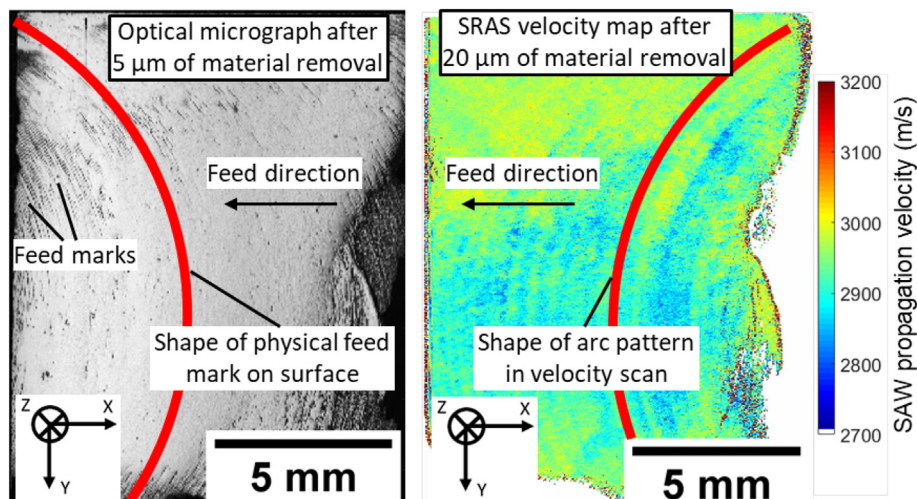 Optical micrograph after
5 µm of material removal
Feed direction
Feed marks
Shape of physical feed
mark on surface
Z
X
Y
5 mm
SRAS velocity map after
20 µm of material removal
Feed direction
Shape of arc pattern
in velocity scan
Z
X
Y
5 mm
3200
3100
3000
2900
2800
2700
SAW propagation velocity (m/s)